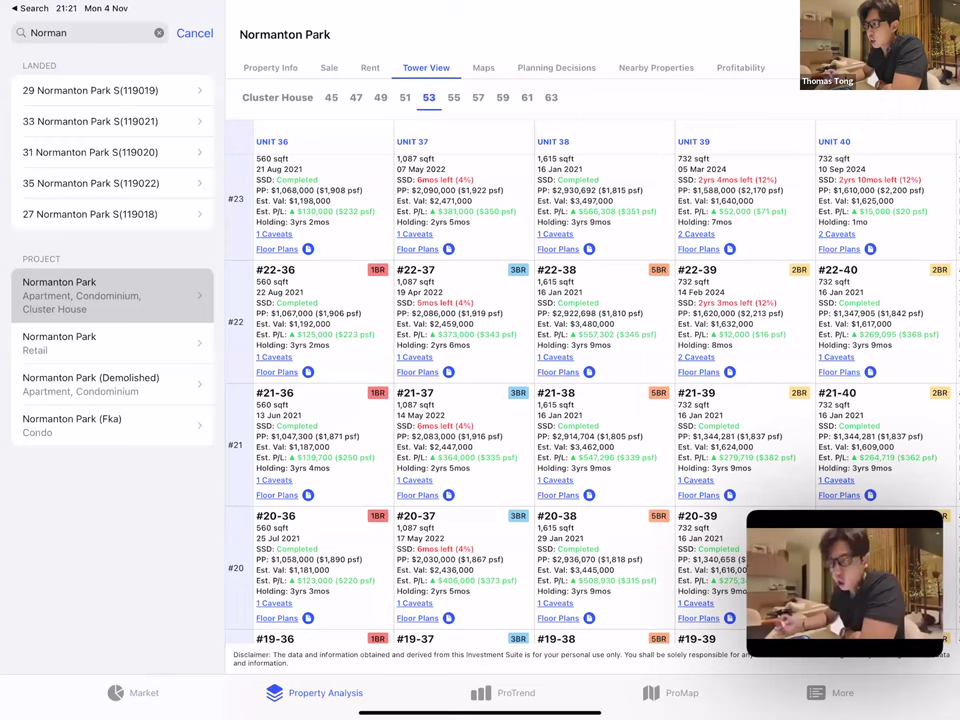 ◀ Search 21:21 Mon 4 Nov
Norman
Cancel
LANDED
29 Normanton Park S(119019)
33 Normanton Park S(119021)
31 Normanton Park S(119020)
35 Normanton Park S(119022)
27 Normanton Park S(119018)
PROJECT
Normanton Park
Apartment, Condominium,
Cluster House
Normanton Park
Retail
Normanton Park (Demolished)
Apartment, Condominium
Normanton Park (Fka)
Condo
Normanton Park
Property Info Sale Rent Tower View Maps Planning Decisions Nearby Properties Profitability
Cluster House 45 47 49 51 53 55 57 59 61 63
UNIT 36 UNIT 37 UNIT 38 UNIT 39 UNIT 40
#23
560 sqft
21 Aug 2021
SSD: Completed
PP: $1,068,000 ($1,908 psf)
Est. Val: $1,198,000
Est. P/L: ▲ $130,000 ($232 psf)
Holding: 3yrs 2mos
1 Caveats
Floor Plans
1,087 sqft
07 May 2022
SSD: 6mos left (4%)
PP: $2,090,000 ($1,922 psf)
Est. Val: $2,471,000
Est. P/L: ▲ $381,000 ($350 psf)
Holding: 2yrs 5mos
1 Caveats
Floor Plans
1,615 sqft
16 Jan 2021
SSD: Completed
PP: $2,930,692 ($1,815 psf)
Est. Val: $3,497,000
Est. P/L: ▲ $566,308 ($351 psf)
Holding: 3yrs 9mos
1 Caveats
Floor Plans
732 sqft
05 Mar 2024
SSD: 2yrs 4mos left (12%)
PP: $1,588,000 ($2,170 psf)
Est. Val: $1,640,000
Est. P/L: ▲ $52,000 ($71 psf)
Holding: 7mos
2 Caveats
Floor Plans
732 sqft
10 Sep 2024
SSD: 2yrs 10mos left (12%)
PP: $1,610,000 ($2,200 psf)
Est. Val: $1,625,000
Est. P/L: ▲ $15,000 ($20 psf)
Holding: 1mo
2 Caveats
Floor Plans
#22
#22-36 1BR
560 sqft
22 Aug 2021
SSD: Completed
PP: $1,067,000 ($1,906 psf)
Est. Val: $1,192,000
Est. P/L: ▲ $125,000 ($223 psf)
Holding: 3yrs 2mos
1 Caveats
Floor Plans
#22-37 3BR
1,087 sqft
19 Apr 2022
SSD: 5mos left (4%)
PP: $2,086,000 ($1,919 psf)
Est. Val: $2,459,000
Est. P/L: ▲ $373,000 ($343 psf)
Holding: 2yrs 6mos
1 Caveats
Floor Plans
#22-38 5BR
1,615 sqft
16 Jan 2021
SSD: Completed
PP: $2,922,698 ($1,810 psf)
Est. Val: $3,480,000
Est. P/L: ▲ $557,302 ($345 psf)
Holding: 3yrs 9mos
1 Caveats
Floor Plans
#22-39 2BR
732 sqft
14 Feb 2024
SSD: 2yrs 3mos left (12%)
PP: $1,620,000 ($2,213 psf)
Est. Val: $1,632,000
Est. P/L: ▲ $12,000 ($16 psf)
Holding: 8mos
2 Caveats
Floor Plans
#22-40 2BR
732 sqft
16 Jan 2021
SSD: Completed
PP: $1,347,905 ($1,842 psf)
Est. Val: $1,617,000
Est. P/L: ▲ $269,095 ($368 psf)
Holding: 3yrs 9mos
1 Caveats
Floor Plans
#21
#21-36 1BR
560 sqft
13 Jun 2021
SSD: Completed
PP: $1,047,300 ($1,871 psf)
Est. Val: $1,187,000
Est. P/L: ▲ $139,700 ($250 psf)
Holding: 3yrs 4mos
1 Caveats
Floor Plans
#21-37 3BR
1,087 sqft
14 May 2022
SSD: 6mos left (4%)
PP: $2,083,000 ($1,916 psf)
Est. Val: $2,447,000
Est. P/L: ▲ $364,000 ($335 psf)
Holding: 2yrs 5mos
1 Caveats
Floor Plans
#21-38 5BR
1,615 sqft
16 Jan 2021
SSD: Completed
PP: $2,914,704 ($1,805 psf)
Est. Val: $3,462,000
Est. P/L: ▲ $547,296 ($339 psf)
Holding: 3yrs 9mos
1 Caveats
Floor Plans
#21-39 2BR
732 sqft
16 Jan 2021
SSD: Completed
PP: $1,344,281 ($1,837 psf)
Est. Val: $1,624,000
Est. P/L: ▲ $279,719 ($382 psf)
Holding: 3yrs 9mos
1 Caveats
Floor Plans
#21-40 2BR
732 sqft
16 Jan 2021
SSD: Completed
PP: $1,344,281 ($1,837 psf)
Est. Val: $1,609,000
Est. P/L: ▲ $264,719 ($362 psf)
Holding: 3yrs 9mos
1 Caveats
Floor Plans
#20
#20-36 1BR
560 sqft
25 Jul 2021
SSD: Completed
PP: $1,058,000 ($1,890 psf)
Est. Val: $1,181,000
Est. P/L: ▲ $123,000 ($220 psf)
Holding: 3yrs 3mos
1 Caveats
Floor Plans
#20-37 3BR
1,087 sqft
17 May 2022
SSD: 6mos left (4%)
PP: $2,030,000 ($1,867 psf)
Est. Val: $2,436,000
Est. P/L: ▲ $406,000 ($373 psf)
Holding: 2yrs 5mos
1 Caveats
Floor Plans
#20-38 5BR
1,615 sqft
29 Jan 2021
SSD: Completed
PP: $2,936,070 ($1,818 psf)
Est. Val: $3,445,000
Est. P/L: ▲ $508,930 ($315 psf)
Holding: 3yrs 9mos
1 Caveats
Floor Plans
#20-39
732 sqft
16 Jan 2021
SSD: Completed
PP: $1,340,658 ($
Est. Val: $1,616,00
Est. P/L: ▲ $275,3
Holding: 3yrs 9mo
1 Caveats
Floor Plans
#19-36 1BR
#19-37 3BR
#19-38 5BR
#19-39
Disclaimer: The data and information obtained and derived from this Investment Suite is for your personal use only. You shall be solely responsible for any
and information.
Market Property Analysis ProTrend ProMap More
Thomas Tong